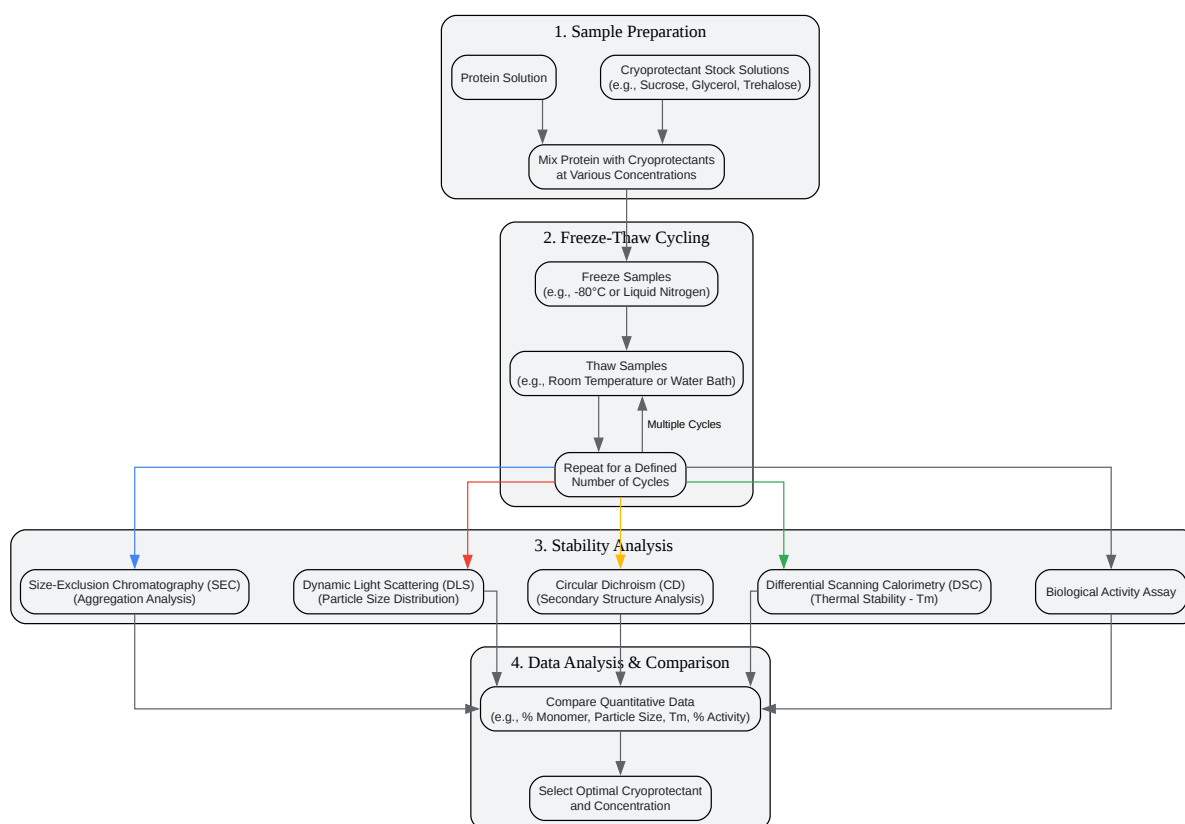 1. Sample Preparation
Protein Solution
Cryoprotectant Stock Solutions
(e.g., Sucrose, Glycerol, Trehalose)
Mix Protein with Cryoprotectants
at Various Concentrations
2. Freeze-Thaw Cycling
Freeze Samples
(e.g., -80°C or Liquid Nitrogen)
Thaw Samples
(e.g., Room Temperature or Water Bath)
Multiple Cycles
Repeat for a Defined
Number of Cycles
3. Stability Analysis
Size-Exclusion Chromatography (SEC)
(Aggregation Analysis)
Dynamic Light Scattering (DLS)
(Particle Size Distribution)
Circular Dichroism (CD)
(Secondary Structure Analysis)
Differential Scanning Calorimetry (DSC)
(Thermal Stability - Tm)
Biological Activity Assay
4. Data Analysis & Comparison
Compare Quantitative Data
(e.g., % Monomer, Particle Size, Tm, % Activity)
Select Optimal Cryoprotectant
and Concentration